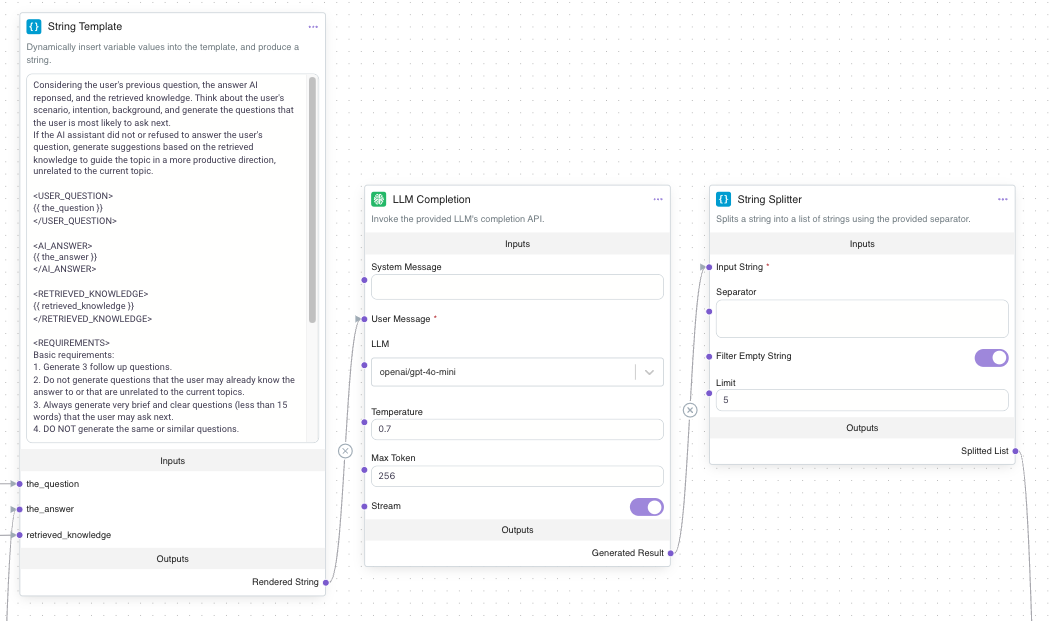 String Template
Dynamically insert variable values into the template, and produce a
string.
Considering the user's previous question, the answer AI
reponsed, and the retrieved knowledge. Think about the user's
scenario, intention, background, and generate the questions that
the user is most likely to ask next.
If the AI assistant did not or refused to answer the user's
question, generate suggestions based on the retrieved
knowledge to guide the topic in a more productive direction,
unrelated to the current topic.
<USER_QUESTION>
{{ the_question }}
</USER_QUESTION>
<AI_ANSWER>
{{ the_answer }}
</AI_ANSWER>
<RETRIEVED_KNOWLEDGE>
{{ retrieved_knowledge }}
</RETRIEVED_KNOWLEDGE>
<REQUIREMENTS>
Basic requirements:
1. Generate 3 follow up questions.
2. Do not generate questions that the user may already know the
answer to or that are unrelated to the current topics.
3. Always generate very brief and clear questions (less than 15
words) that the user may ask next.
4. DO NOT generate the same or similar questions.
Inputs
the_question
the_answer
retrieved_knowledge
Outputs
Rendered String
LLM Completion
Invoke the provided LLM's completion API.
Inputs
System Message
User Message *
LLM
openai/gpt-4o-mini
Temperature
0.7
Max Token
256
Stream
Outputs
Generated Result
String Splitter
Splits a string into a list of strings using the provided separator.
Inputs
Input String *
Separator
Filter Empty String
Limit
5
Outputs
Splitted List